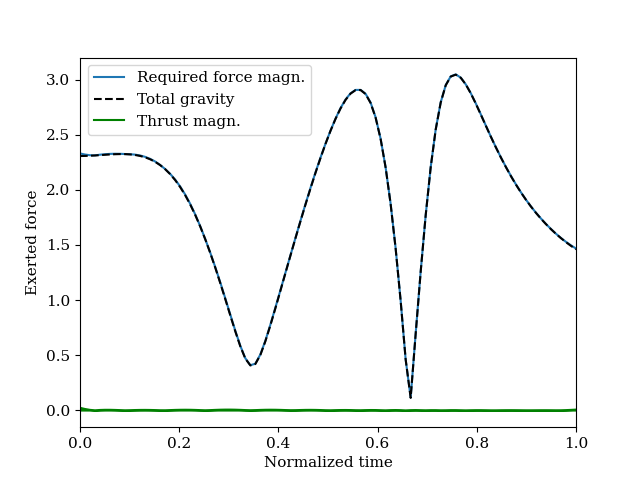 Required force magn.
Total gravity
Thrust magn.
Exerted force
3.0
2.5
2.0
1.5
1.0
0.5
0.0
0.0 0.2 0.4 0.6 0.8 1.0
Normalized time